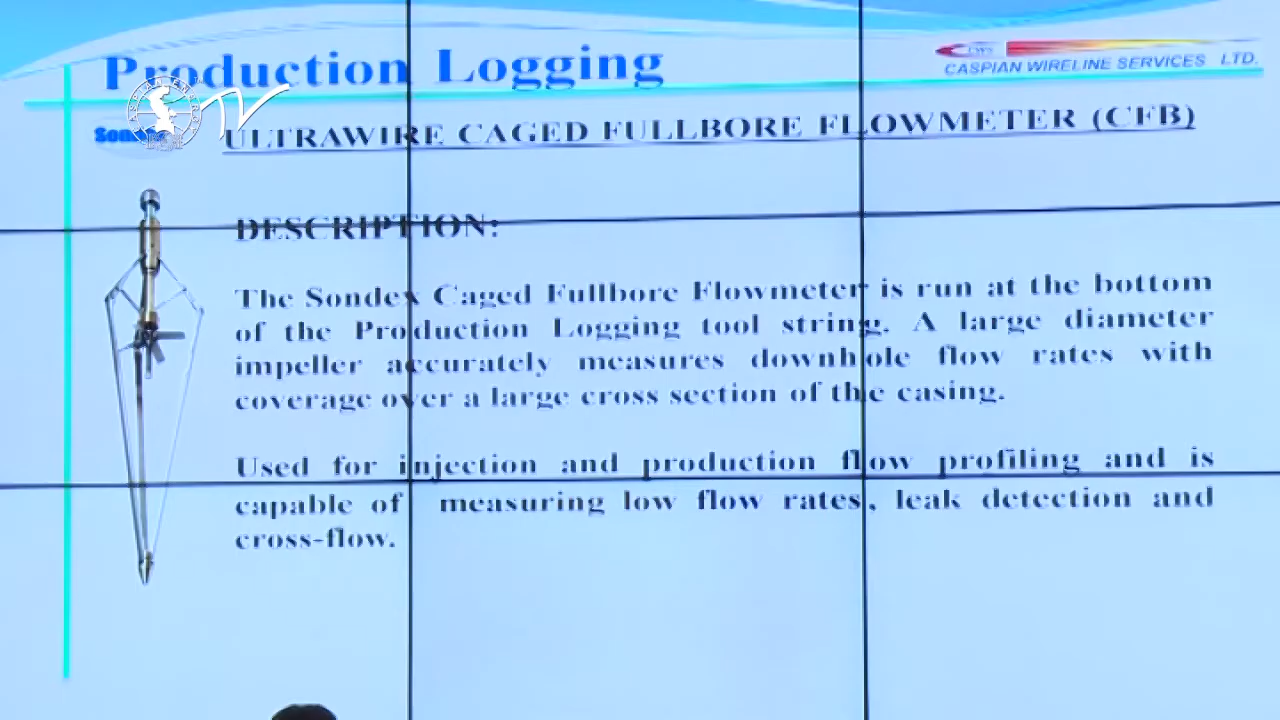 Production Logging
CWS
CASPIAN WIRELINE SERVICES LTD.
TV
ULTRAWIRE CAGED FULLBORE FLOWMETER (CFB)
DESCRIPTION:
The Sondex Caged Fullbore Flowmeter is run at the bottom
of the Production Logging tool string. A large diameter
impeller accurately measures downhole flow rates with
coverage over a large cross section of the casing.
Used for injection and production flow profiling and is
capable of measuring low flow rates, leak detection and
cross-flow.